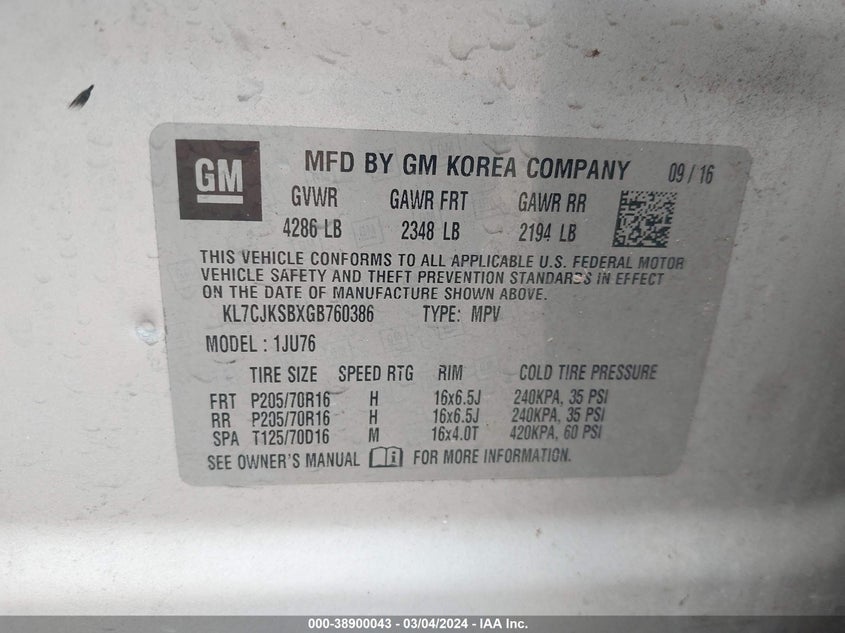 GM MFD BY GM KOREA COMPANY 09/16
GVWR GAWR FRT GAWR RR
4286 LB 2348 LB 2194 LB
THIS VEHICLE CONFORMS TO ALL APPLICABLE U.S. FEDERAL MOTOR
VEHICLE SAFETY AND THEFT PREVENTION STANDARDS IN EFFECT
ON THE DATE OF MANUFACTURE SHOWN ABOVE.
KL7CJKSBXGB760386 TYPE: MPV
MODEL : 1JU76
TIRE SIZE SPEED RTG RIM COLD TIRE PRESSURE
FRT P205/70R16 H 16x6.5J 240KPA, 35 PSI
RR P205/70R16 H 16x6.5J 240KPA, 35 PSI
SPA T125/70D16 M 16x4.0T 420KPA, 60 PSI
SEE OWNER'S MANUAL i FOR MORE INFORMATION.
000-38900043 - 03/04/2024 - IAA Inc.